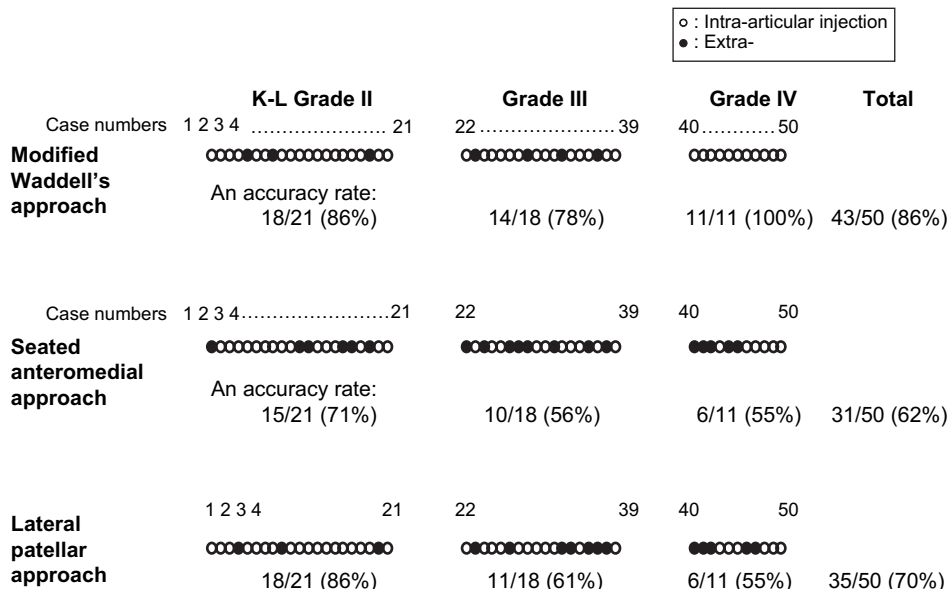 ○ : Intra-articular injection
● : Extra-
K-L Grade II Grade III Grade IV Total
Case numbers 1 2 3 4 ....................... 21 22 ....................... 39 40 ............ 50
Modified
Waddell's
approach
An accuracy rate:
18/21 (86%) 14/18 (78%) 11/11 (100%) 43/50 (86%)
Case numbers 1 2 3 4 ......................... 21 22 39 40 50
Seated
anteromedial
approach
An accuracy rate:
15/21 (71%) 10/18 (56%) 6/11 (55%) 31/50 (62%)
1 2 3 4 21 22 39 40 50
Lateral
patellar
approach
18/21 (86%) 11/18 (61%) 6/11 (55%) 35/50 (70%)